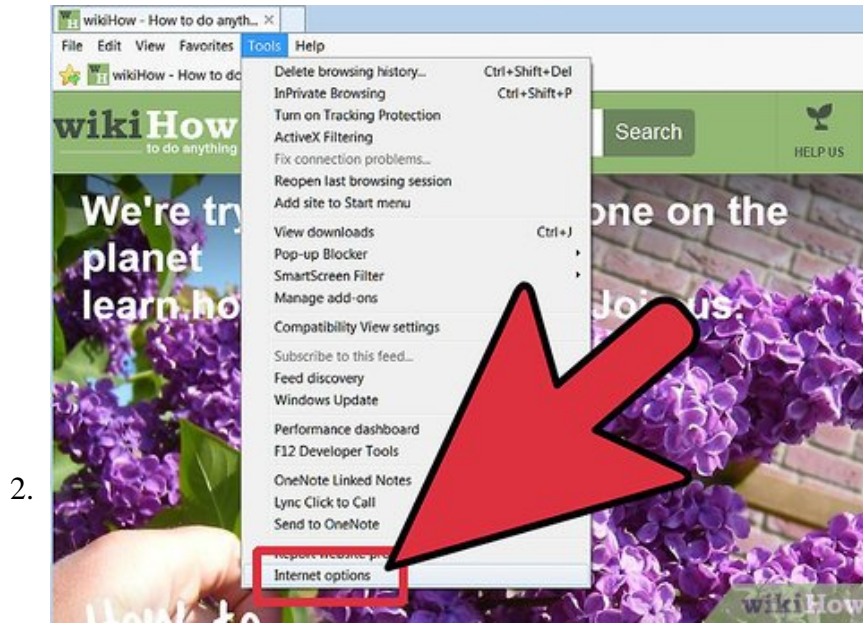 wikiHow - How to do anyth...
File Edit View Favorites Tools Help
wikiHow - How to do
wikiHow
to do anything
Search
HELP US
We're try one on the
planet
learn ho Join us.
Delete browsing history... Ctrl+Shift+Del
InPrivate Browsing Ctrl+Shift+P
Turn on Tracking Protection
ActiveX Filtering
Fix connection problems...
Reopen last browsing session
Add site to Start menu
View downloads Ctrl+J
Pop-up Blocker
SmartScreen Filter
Manage add-ons
Compatibility View settings
Subscribe to this feed...
Feed discovery
Windows Update
Performance dashboard
F12 Developer Tools
OneNote Linked Notes
Lync Click to Call
Send to OneNote
Report website
Internet options
2.
How to
wikiHow